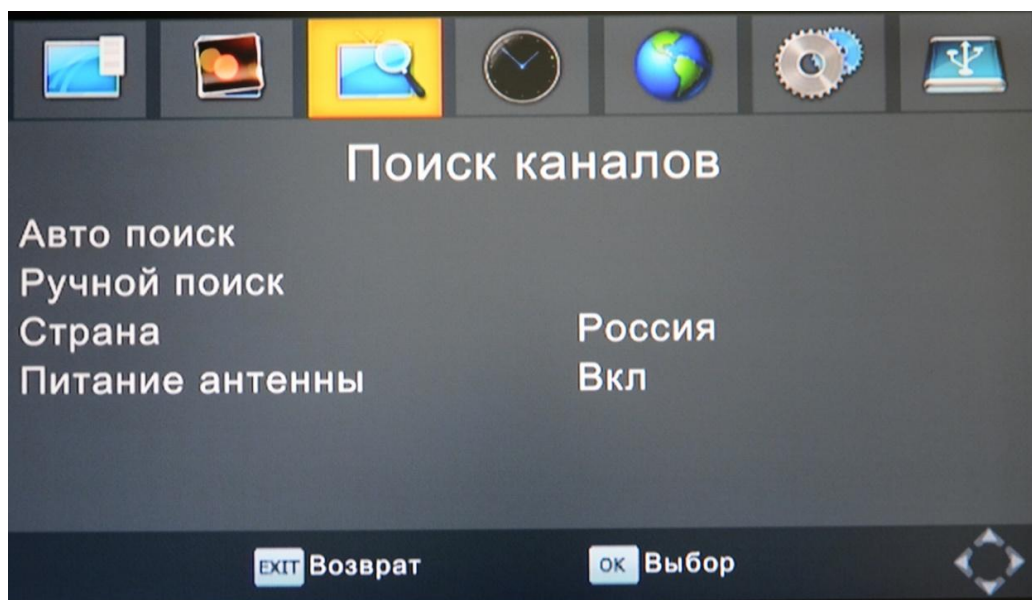 Поиск каналов
Авто поиск
Ручной поиск
Страна Россия
Питание антенны Вкл
EXIT Возврат OK Выбор